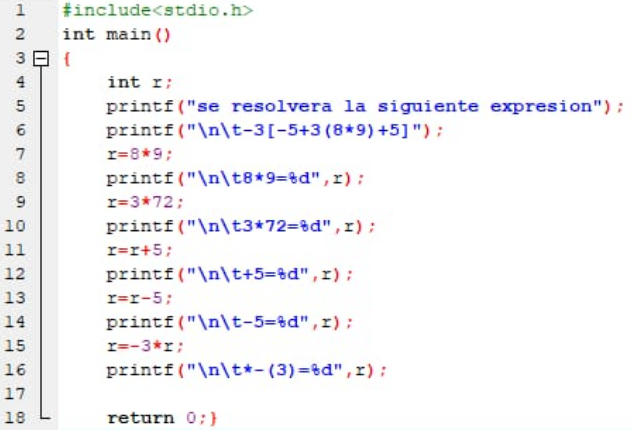 1 #include<stdio.h>
2 int main()
3 {
4 int r;
5 printf("se resolvera la siguiente expresion");
6 printf("\n\t-3[-5+3(8*9)+5]");
7 r=8*9;
8 printf("\n\t8*9=%d",r);
9 r=3*72;
10 printf("\n\t3*72=%d",r);
11 r=r+5;
12 printf("\n\t+5=%d",r);
13 r=r-5;
14 printf("\n\t-5=%d",r);
15 r=-3*r;
16 printf("\n\t*-(3)=%d",r);
17
18 return 0;}